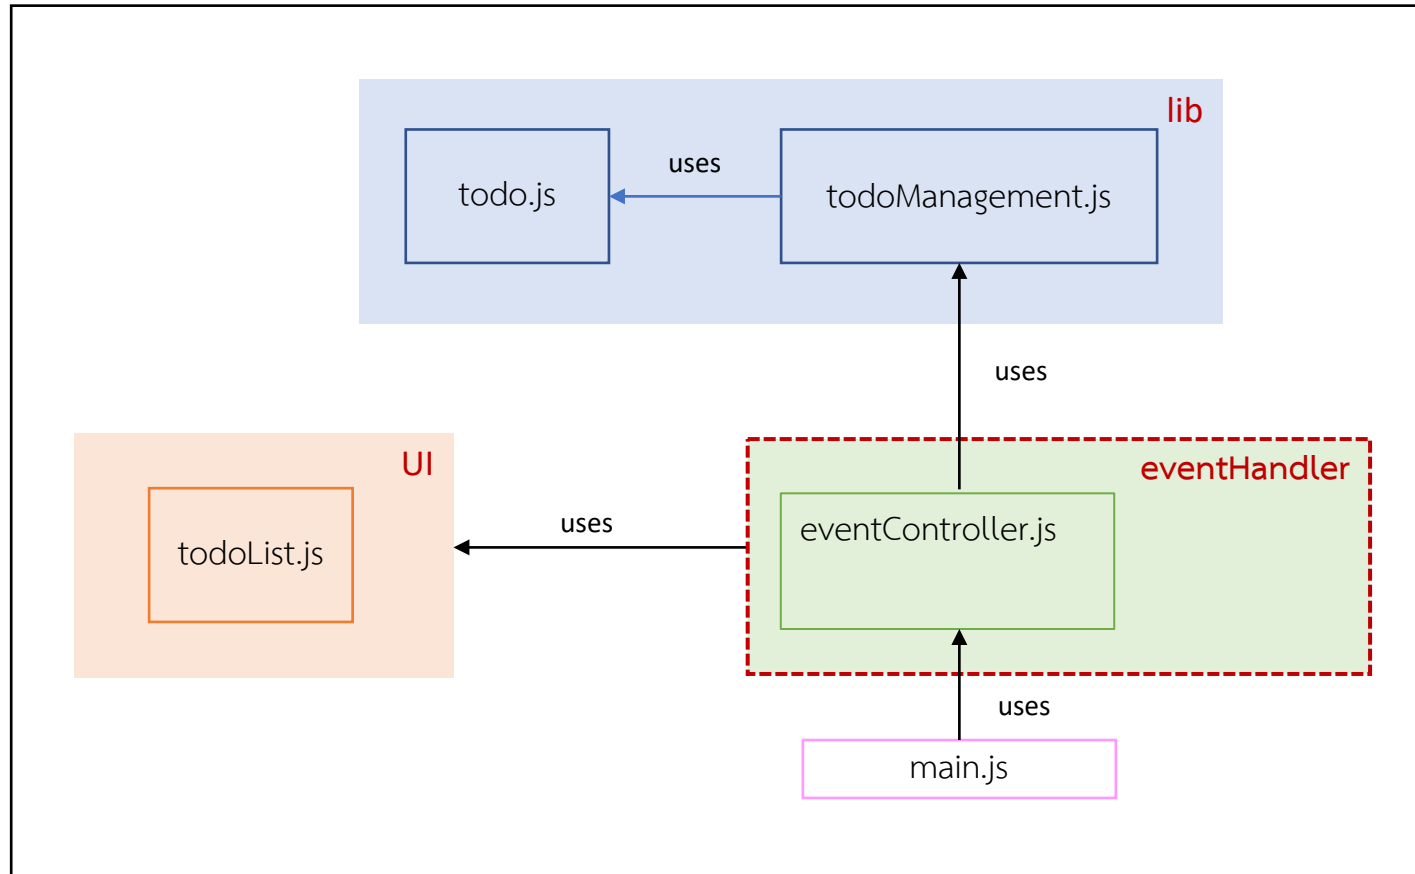 lib
todo.js
uses
todoManagement.js
uses
UI
todoList.js
uses
eventHandler
eventController.js
uses
main.js